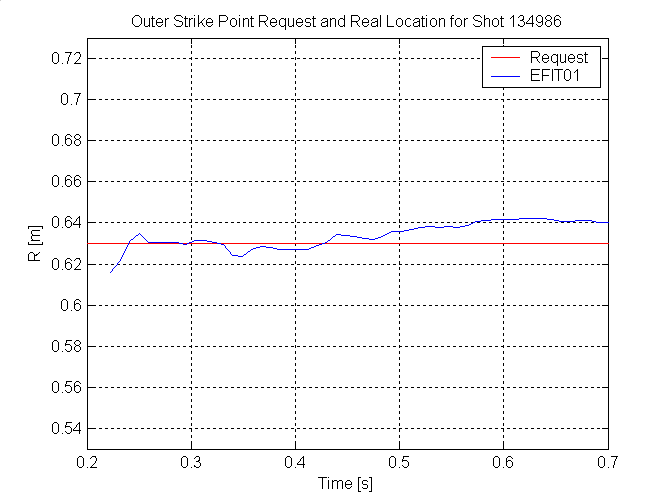 Outer Strike Point Request and Real Location for Shot 134986
Request
EFIT01
0.72
0.7
0.68
0.66
0.64
0.62
0.6
0.58
0.56
0.54
R [m]
0.2 0.3 0.4 0.5 0.6 0.7
Time [s]